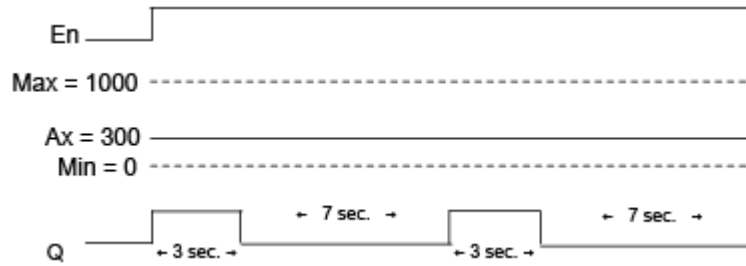 En
Max = 1000
Ax = 300
Min = 0
← 7 sec. → ← 7 sec. →
Q ← 3 sec. → ← 3 sec. →